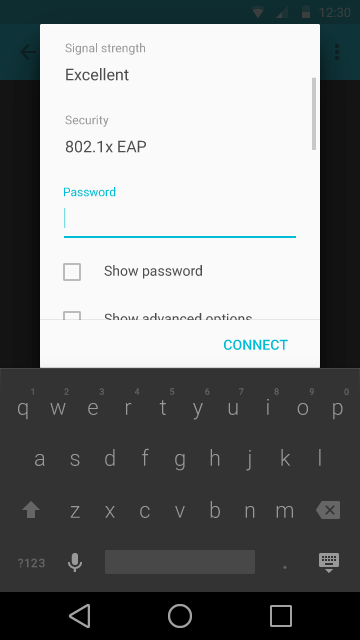 12:30
Signal strength
Excellent
Security
802.1x EAP
Password
Show password
Show advanced options
CONNECT
1 2 3 4 5 6 7 8 9 0
q w e r t y u i o p
a s d f g h j k l
z x c v b n m
?123 .